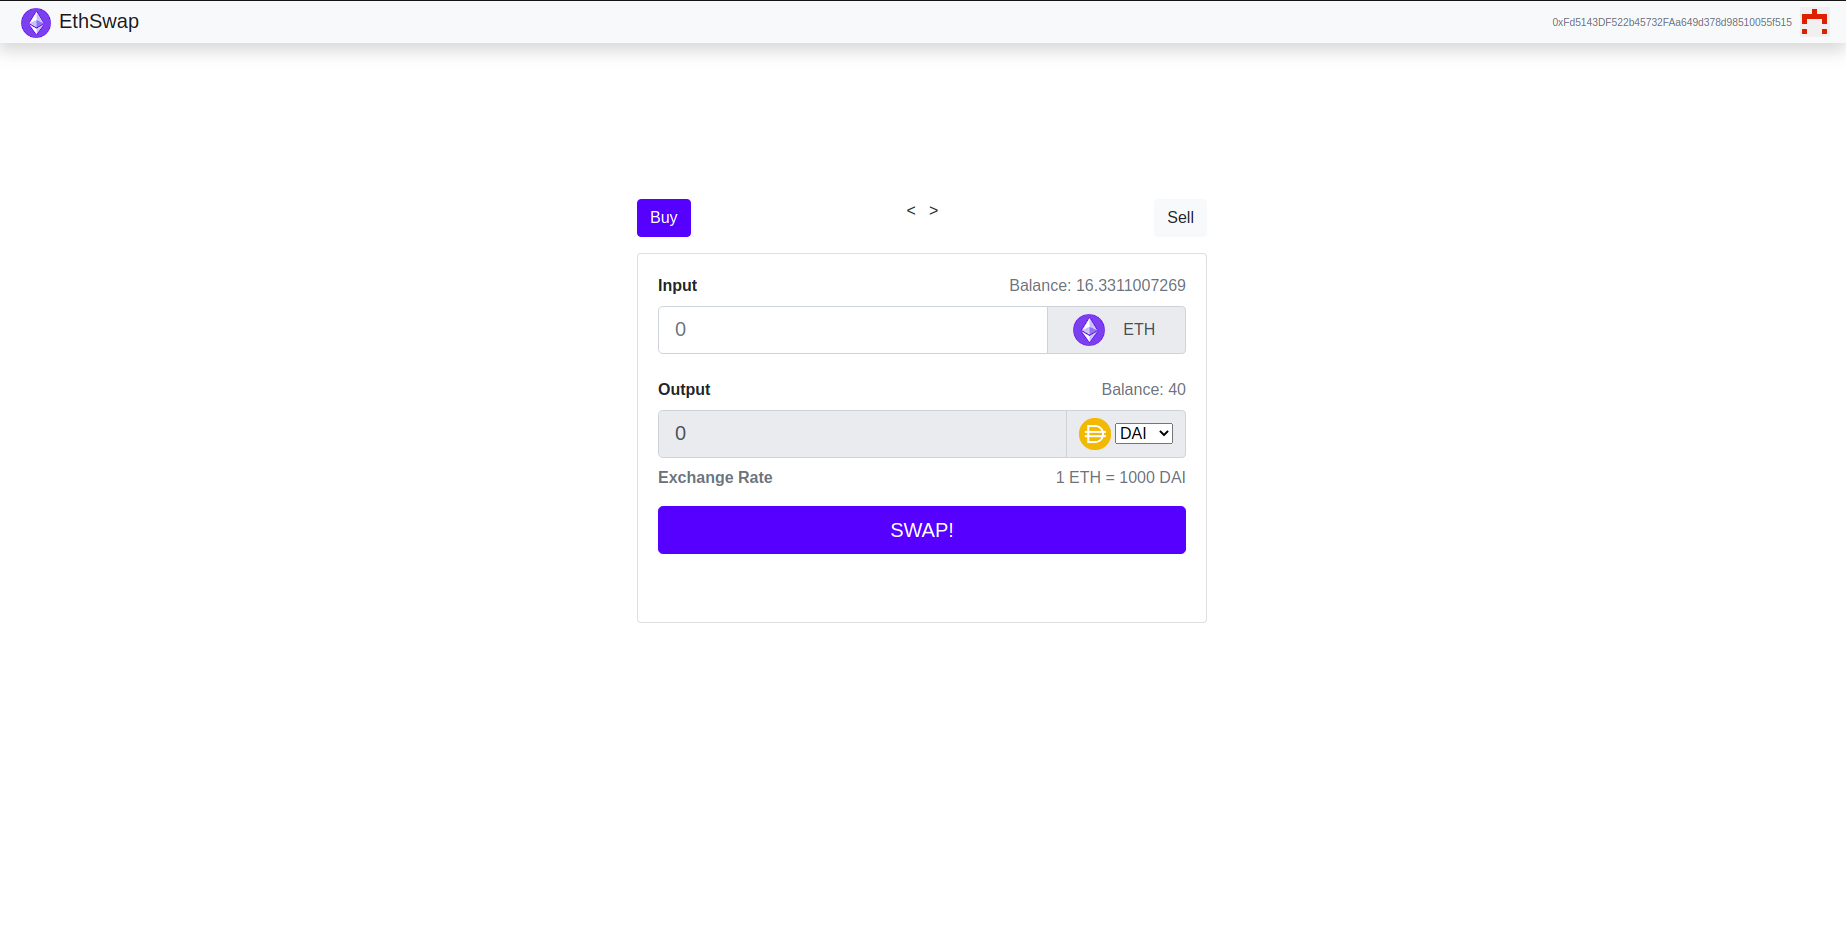 EthSwap
0xFd5143DF522b45732FAa649d378d98510055f515
Buy
< >
Sell
Input
Balance: 16.3311007269
0
ETH
Output
Balance: 40
0
DAI
Exchange Rate
1 ETH = 1000 DAI
SWAP!